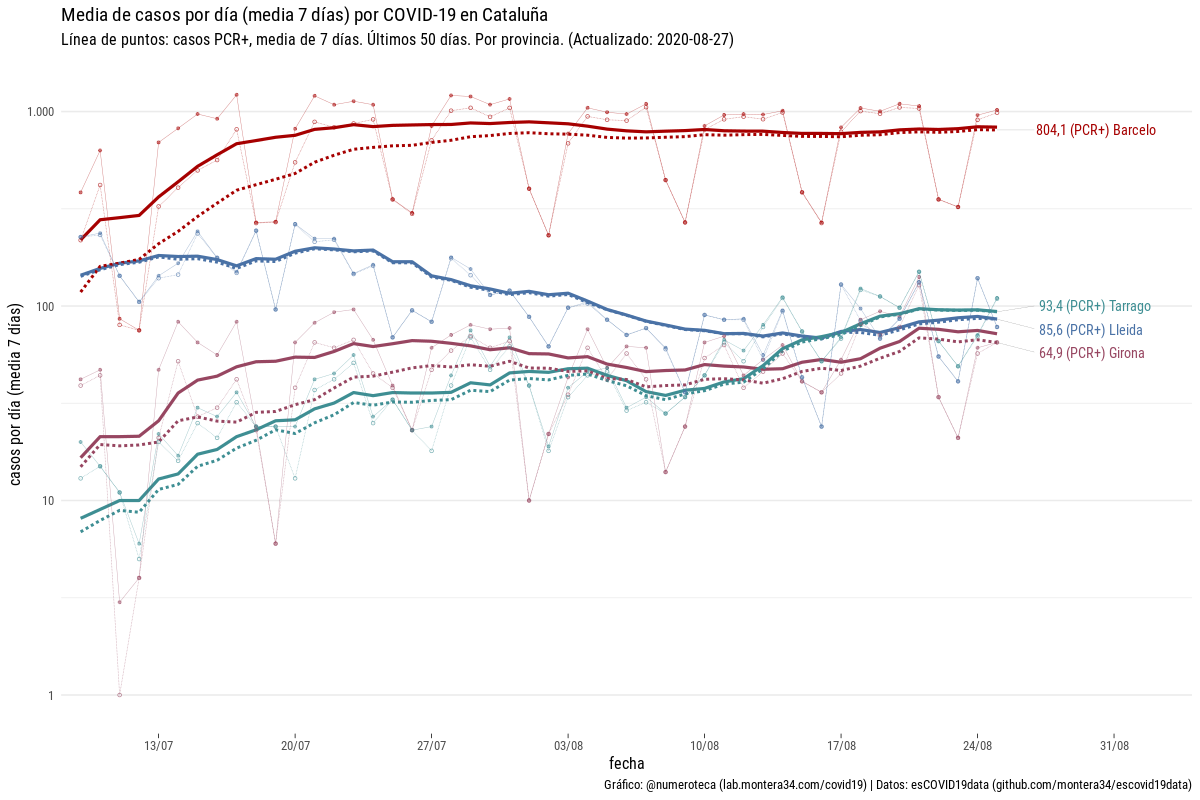 Media de casos por día (media 7 días) por COVID-19 en Cataluña
Línea de puntos: casos PCR+, media de 7 días. Últimos 50 días. Por provincia. (Actualizado: 2020-08-27)
casos por día (media 7 días)
1.000
100
10
1
804,1 (PCR+) Barcelo
93,4 (PCR+) Tarrago
85,6 (PCR+) Lleida
64,9 (PCR+) Girona
13/07 20/07 27/07 03/08 10/08 17/08 24/08 31/08
fecha
Gráfico: @numeroteca (lab.montera34.com/covid19) | Datos: esCOVID19data (github.com/montera34/escovid19data)